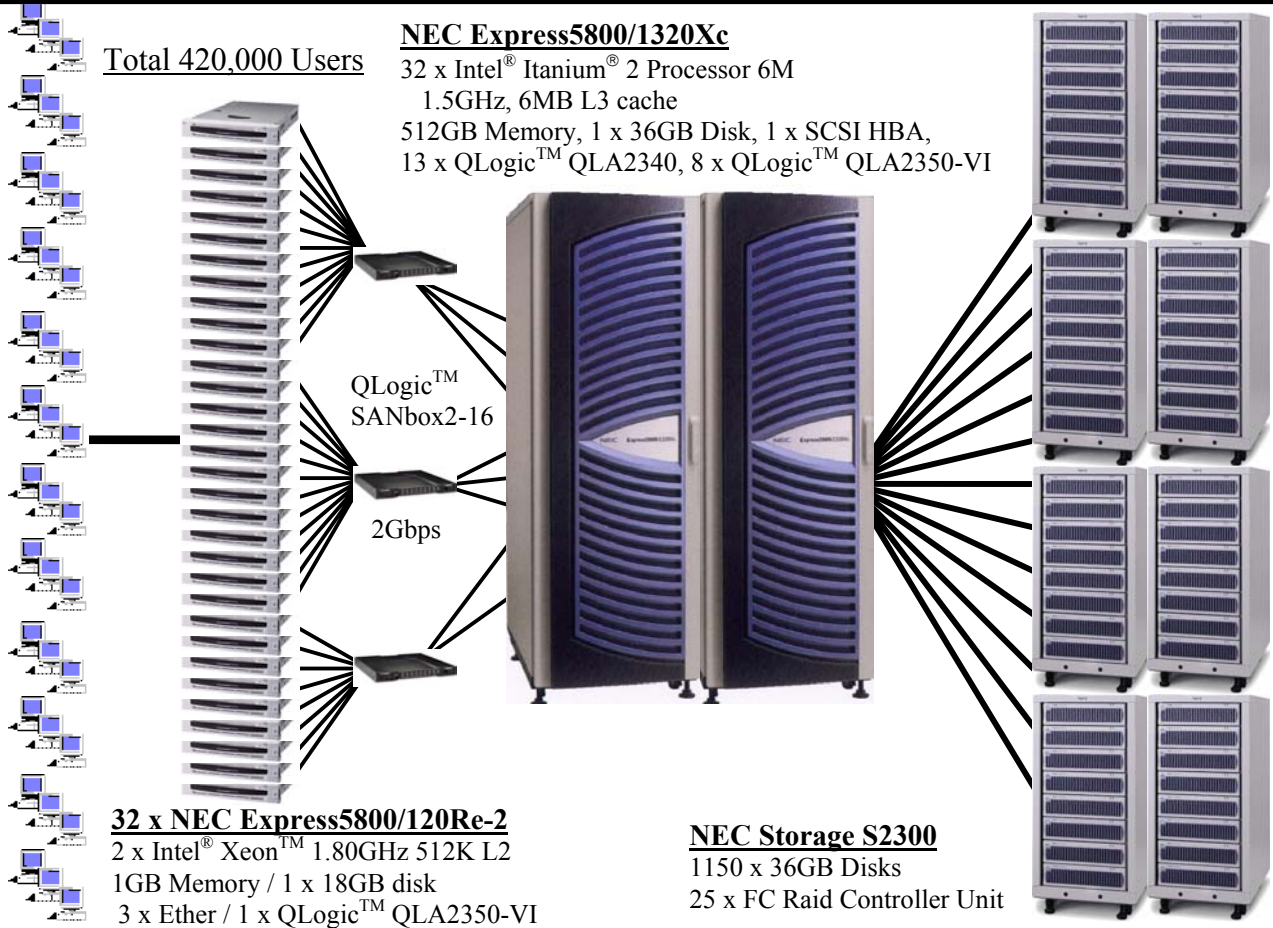 Total 420,000 Users
NEC Express5800/1320Xc
32 x Intel® Itanium® 2 Processor 6M
1.5GHz, 6MB L3 cache
512GB Memory, 1 x 36GB Disk, 1 x SCSI HBA,
13 x QLogic™ QLA2340, 8 x QLogic™ QLA2350-VI
QLogic™
SANbox2-16
2Gbps
32 x NEC Express5800/120Re-2
2 x Intel® Xeon™ 1.80GHz 512K L2
1GB Memory / 1 x 18GB disk
3 x Ether / 1 x QLogic™ QLA2350-VI
NEC Storage S2300
1150 x 36GB Disks
25 x FC Raid Controller Unit